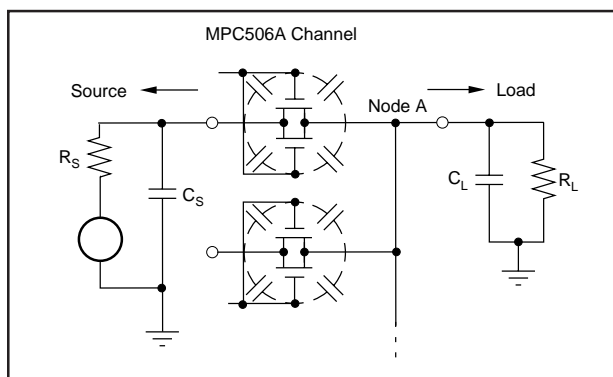 MPC506A Channel
Source
Node A
Load
R_S
C_S
C_L
R_L